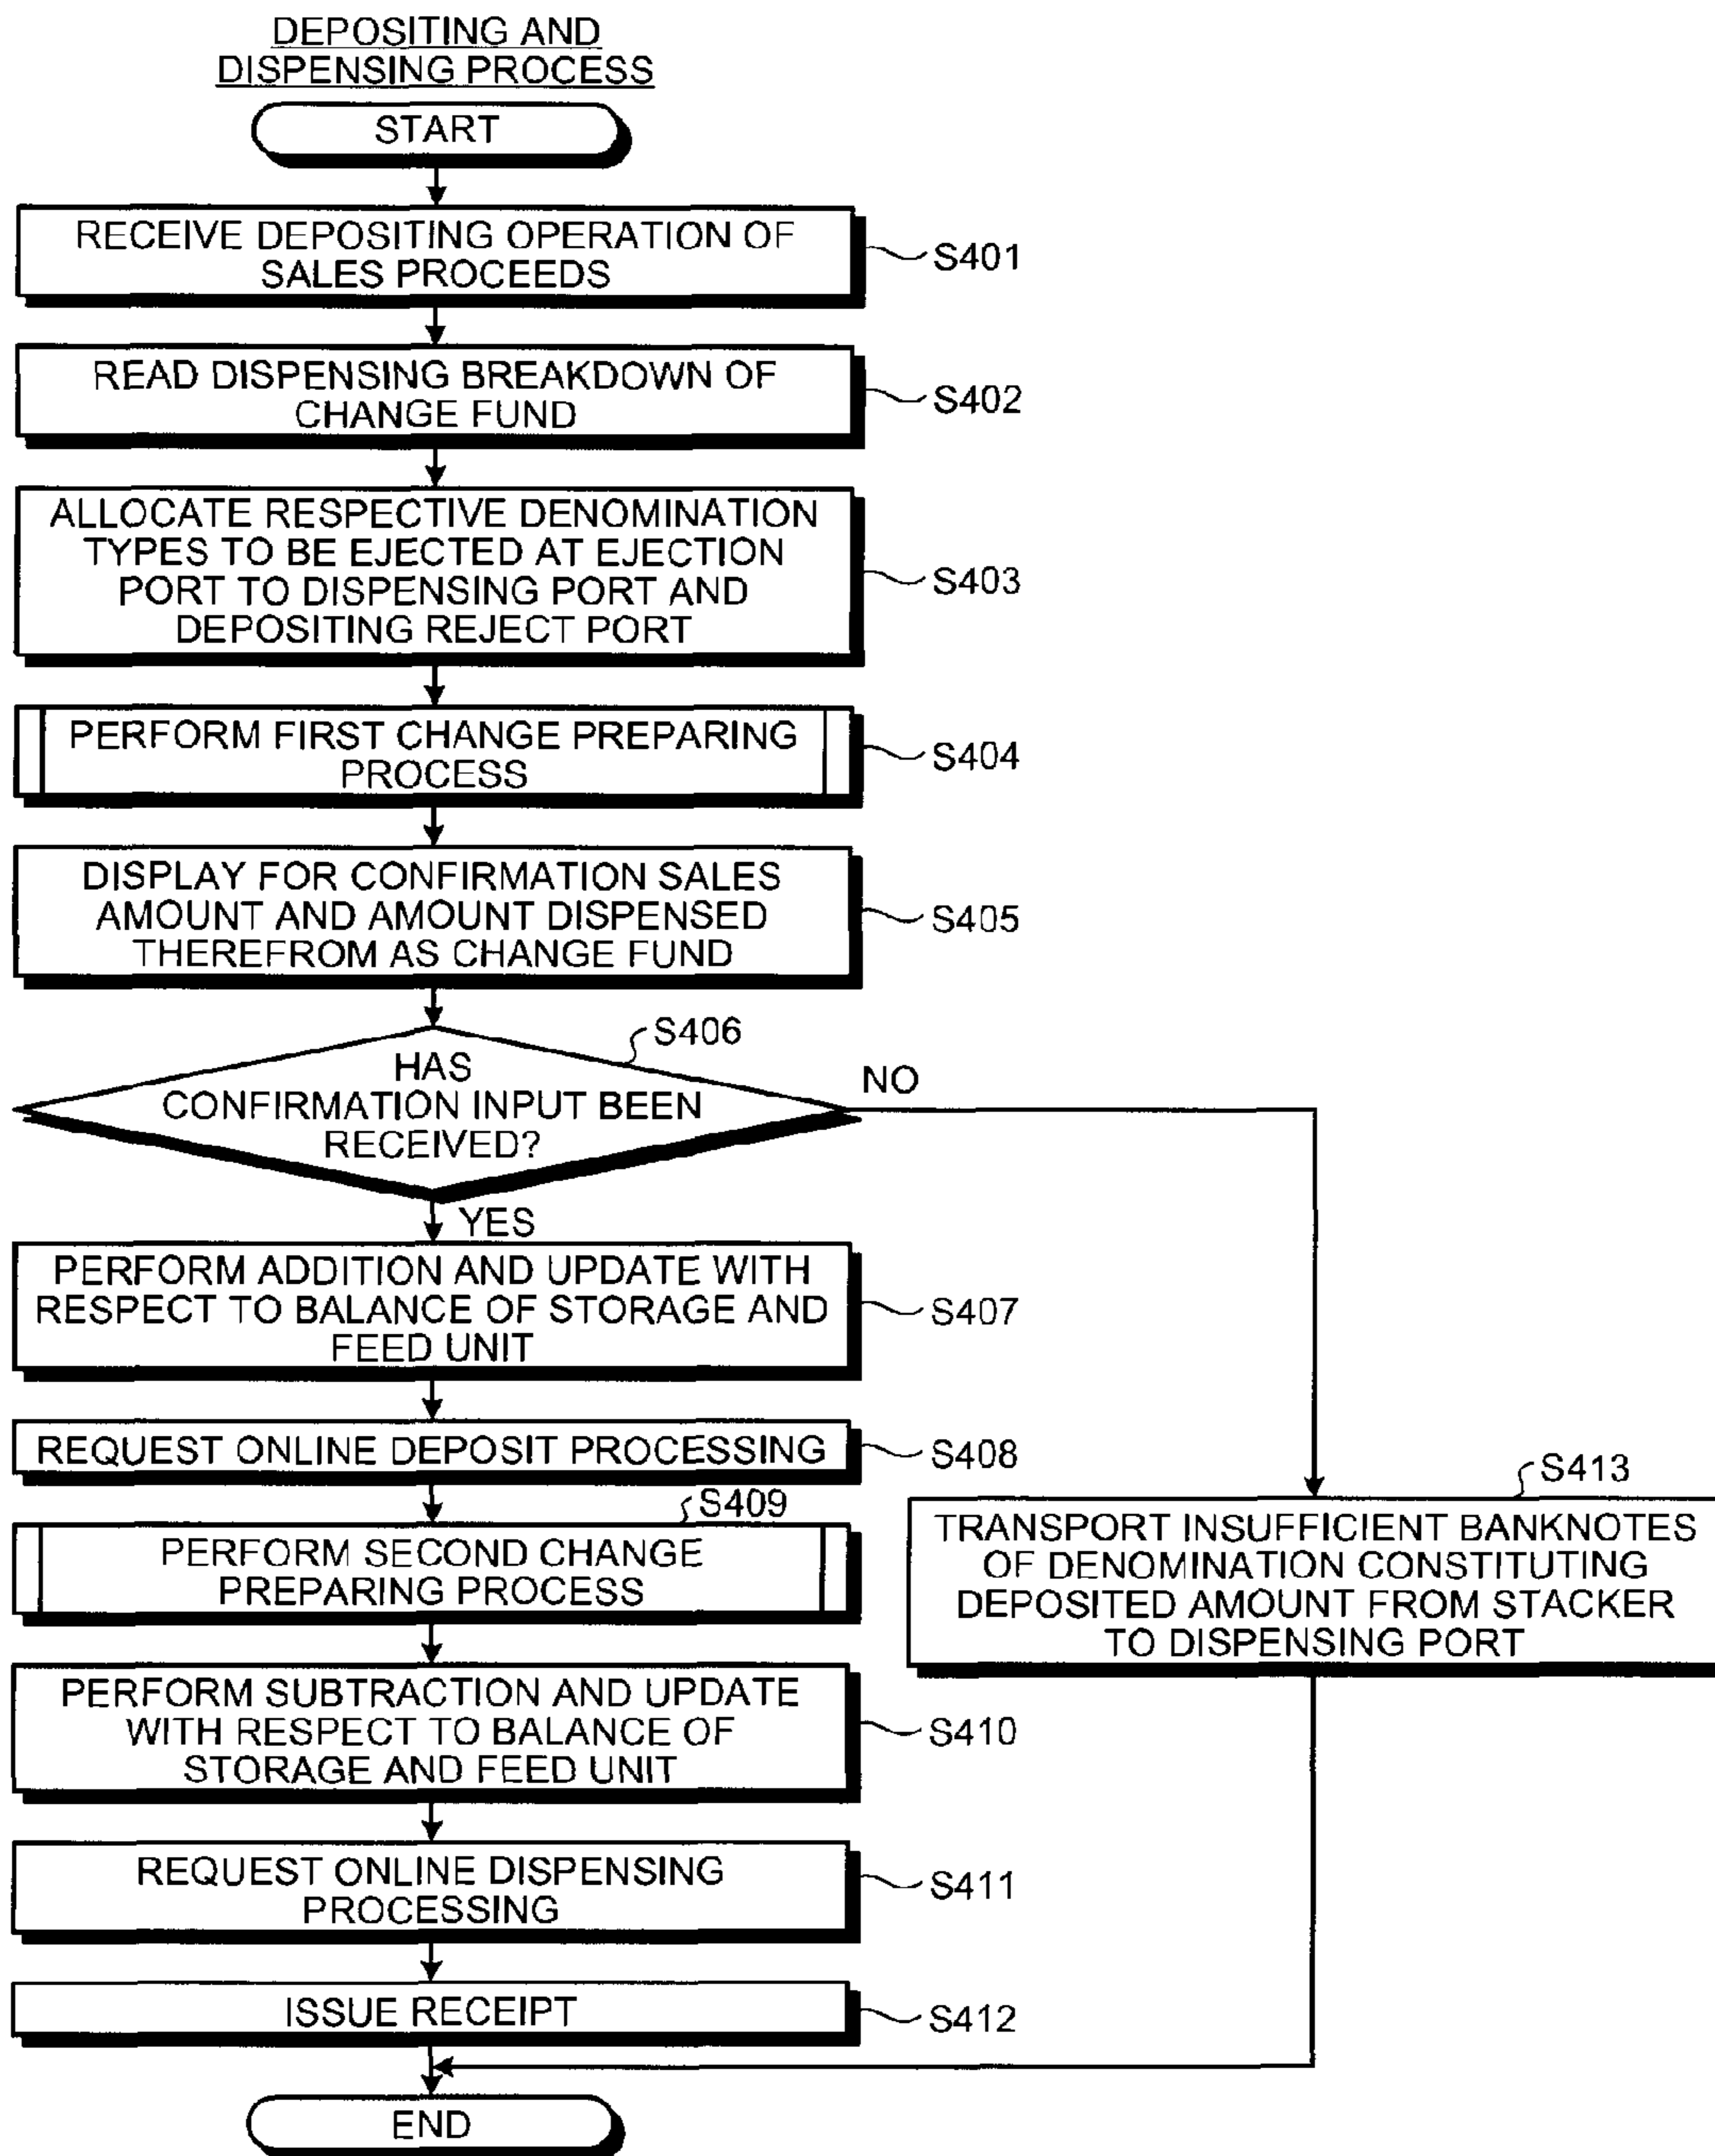 DEPOSITING AND
DISPENSING PROCESS
START
RECEIVE DEPOSITING OPERATION OF
SALES PROCEEDS
S401
READ DISPENSING BREAKDOWN OF
CHANGE FUND
S402
ALLOCATE RESPECTIVE DENOMINATION
TYPES TO BE EJECTED AT EJECTION
PORT TO DISPENSING PORT AND
DEPOSITING REJECT PORT
S403
PERFORM FIRST CHANGE PREPARING
PROCESS
S404
DISPLAY FOR CONFIRMATION SALES
AMOUNT AND AMOUNT DISPENSED
THEREFROM AS CHANGE FUND
S405
S406
HAS
CONFIRMATION INPUT BEEN
RECEIVED?
NO
YES
PERFORM ADDITION AND UPDATE WITH
RESPECT TO BALANCE OF STORAGE AND
FEED UNIT
S407
REQUEST ONLINE DEPOSIT PROCESSING
S408
S409
PERFORM SECOND CHANGE
PREPARING PROCESS
S413
TRANSPORT INSUFFICIENT BANKNOTES
OF DENOMINATION CONSTITUTING
DEPOSITED AMOUNT FROM STACKER
TO DISPENSING PORT
PERFORM SUBTRACTION AND UPDATE
WITH RESPECT TO BALANCE OF
STORAGE AND FEED UNIT
S410
REQUEST ONLINE DISPENSING
PROCESSING
S411
ISSUE RECEIPT
S412
END